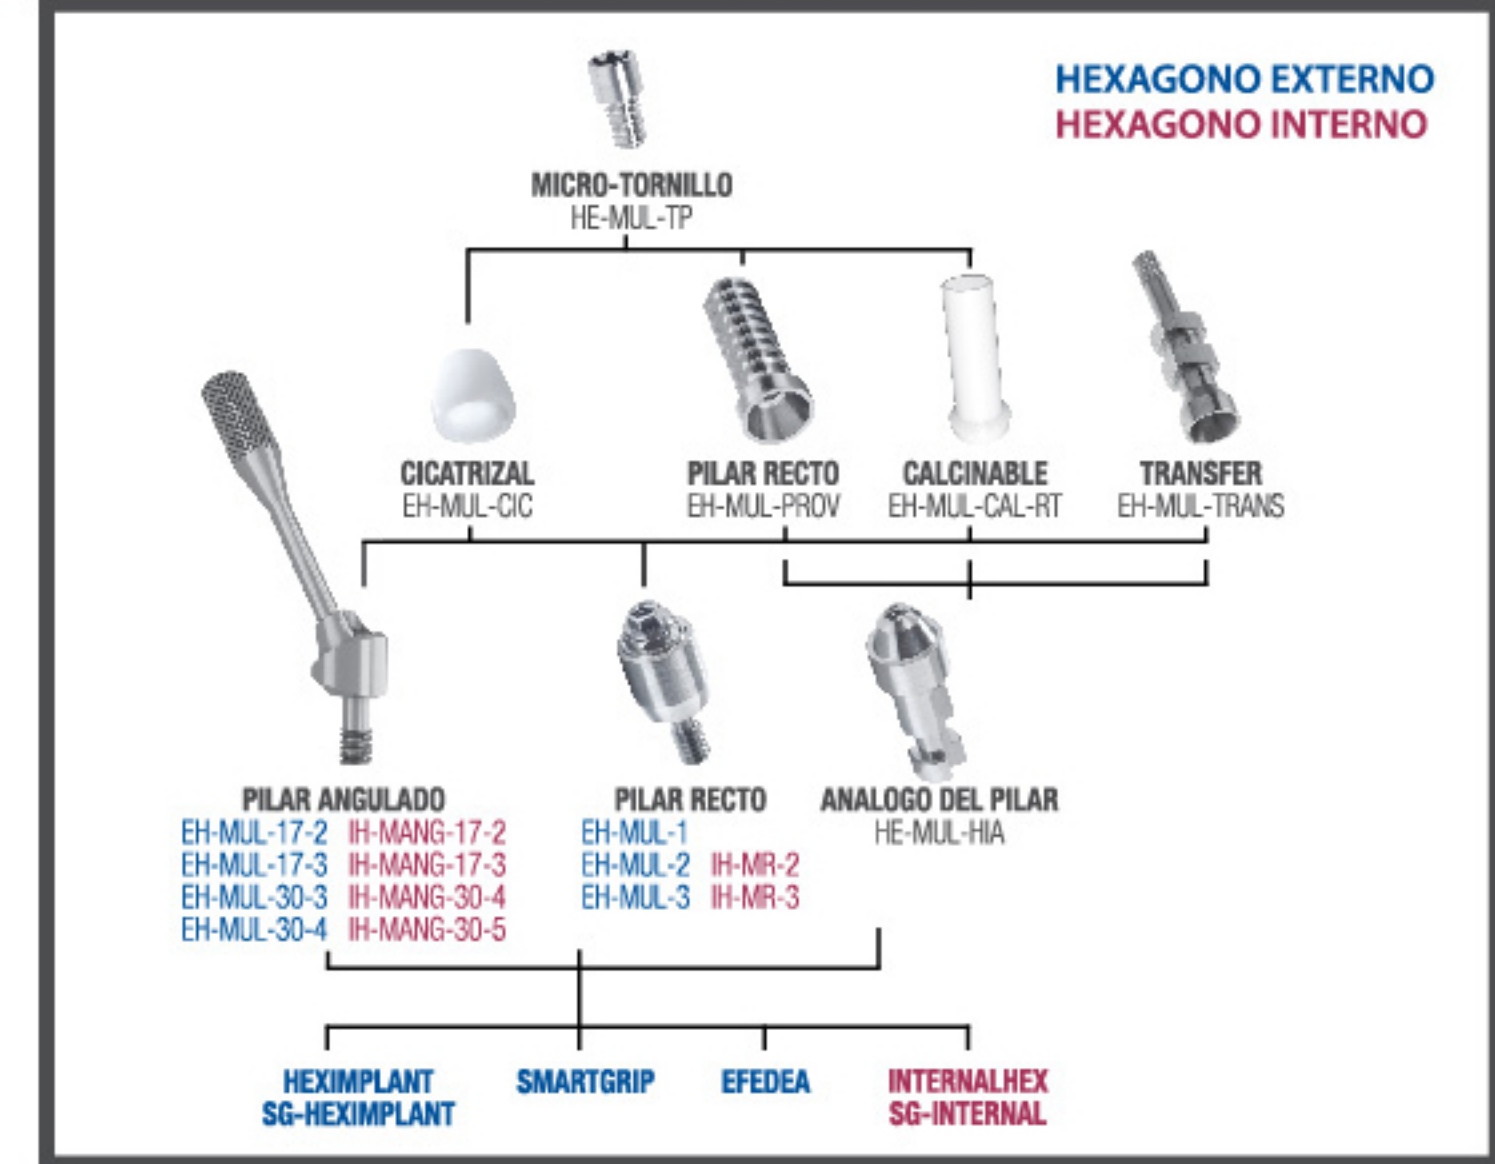 HEXAGONO EXTERNO
HEXAGONO INTERNO
MICRO-TORNILLO
HE-MUL-TP
CICATRIZAL
EH-MUL-CIC
PILAR RECTO
EH-MUL-PROV
CALCINABLE
EH-MUL-CAL-RT
TRANSFER
EH-MUL-TRANS
PILAR ANGULADO
EH-MUL-17-2 IH-MANG-17-2
EH-MUL-17-3 IH-MANG-17-3
EH-MUL-30-3 IH-MANG-30-4
EH-MUL-30-4 IH-MANG-30-5
PILAR RECTO
EH-MUL-1
EH-MUL-2 IH-MR-2
EH-MUL-3 IH-MR-3
ANALOGO DEL PILAR
HE-MUL-HIA
HEXIMPLANT
SG-HEXIMPLANT
SMARTGRIP
EFEDEA
INTERNALHEX
SG-INTERNAL